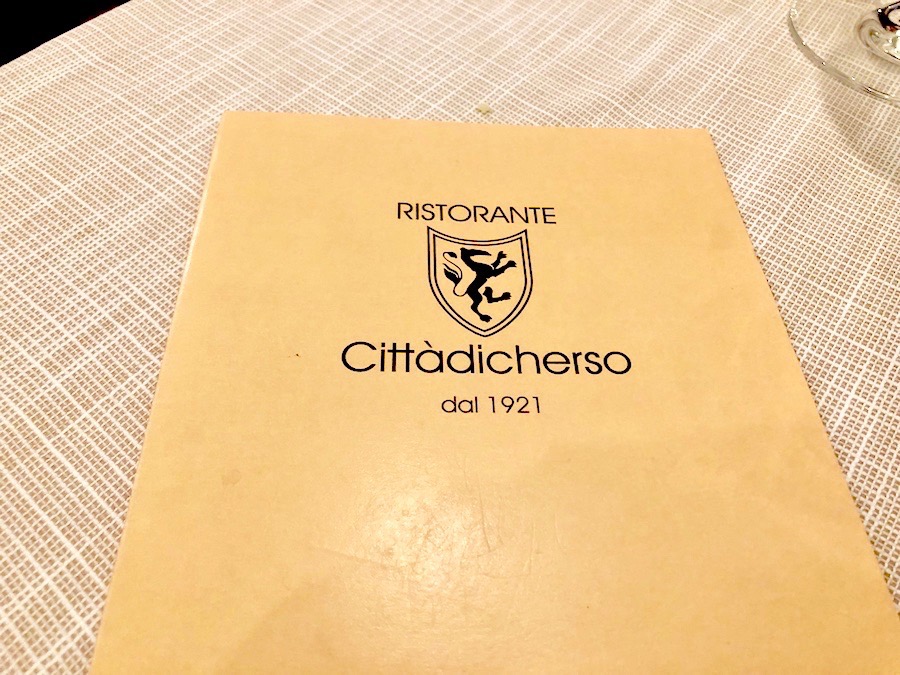 RISTORANTE
Cittàdicherso
dal 1921